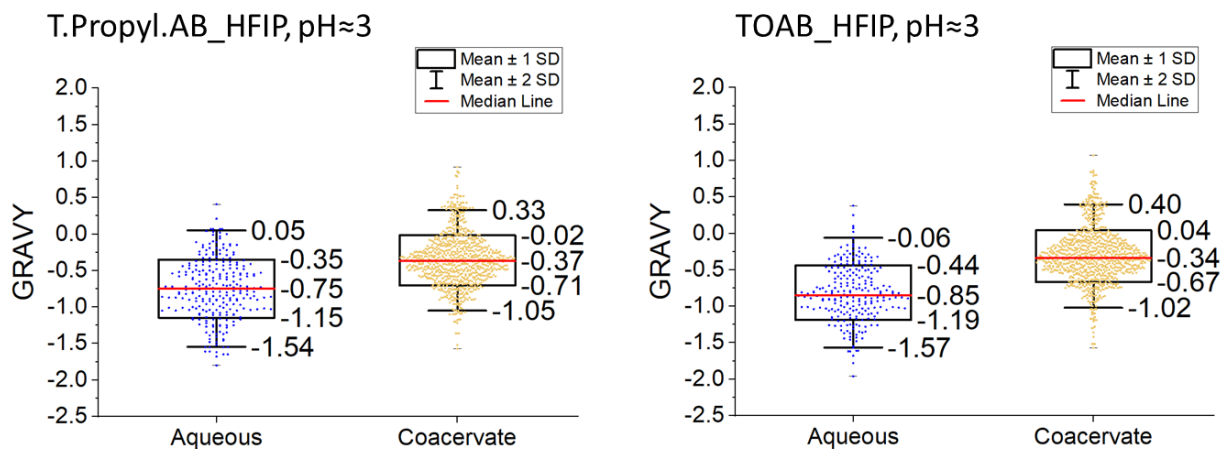 T.Propyl.AB_HFIP, pH≈3
Mean ± 1 SD
Mean ± 2 SD
Median Line
GRAVY
2.0
1.5
1.0
0.5
0.0
-0.5
-1.0
-1.5
-2.0
-2.5
0.05
-0.35
-0.75
-1.15
-1.54
0.33
-0.02
-0.37
-0.71
-1.05
Aqueous
Coacervate
TOAB_HFIP, pH≈3
Mean ± 1 SD
Mean ± 2 SD
Median Line
GRAVY
2.0
1.5
1.0
0.5
0.0
-0.5
-1.0
-1.5
-2.0
-2.5
-0.06
-0.44
-0.85
-1.19
-1.57
0.40
0.04
-0.34
-0.67
-1.02
Aqueous
Coacervate